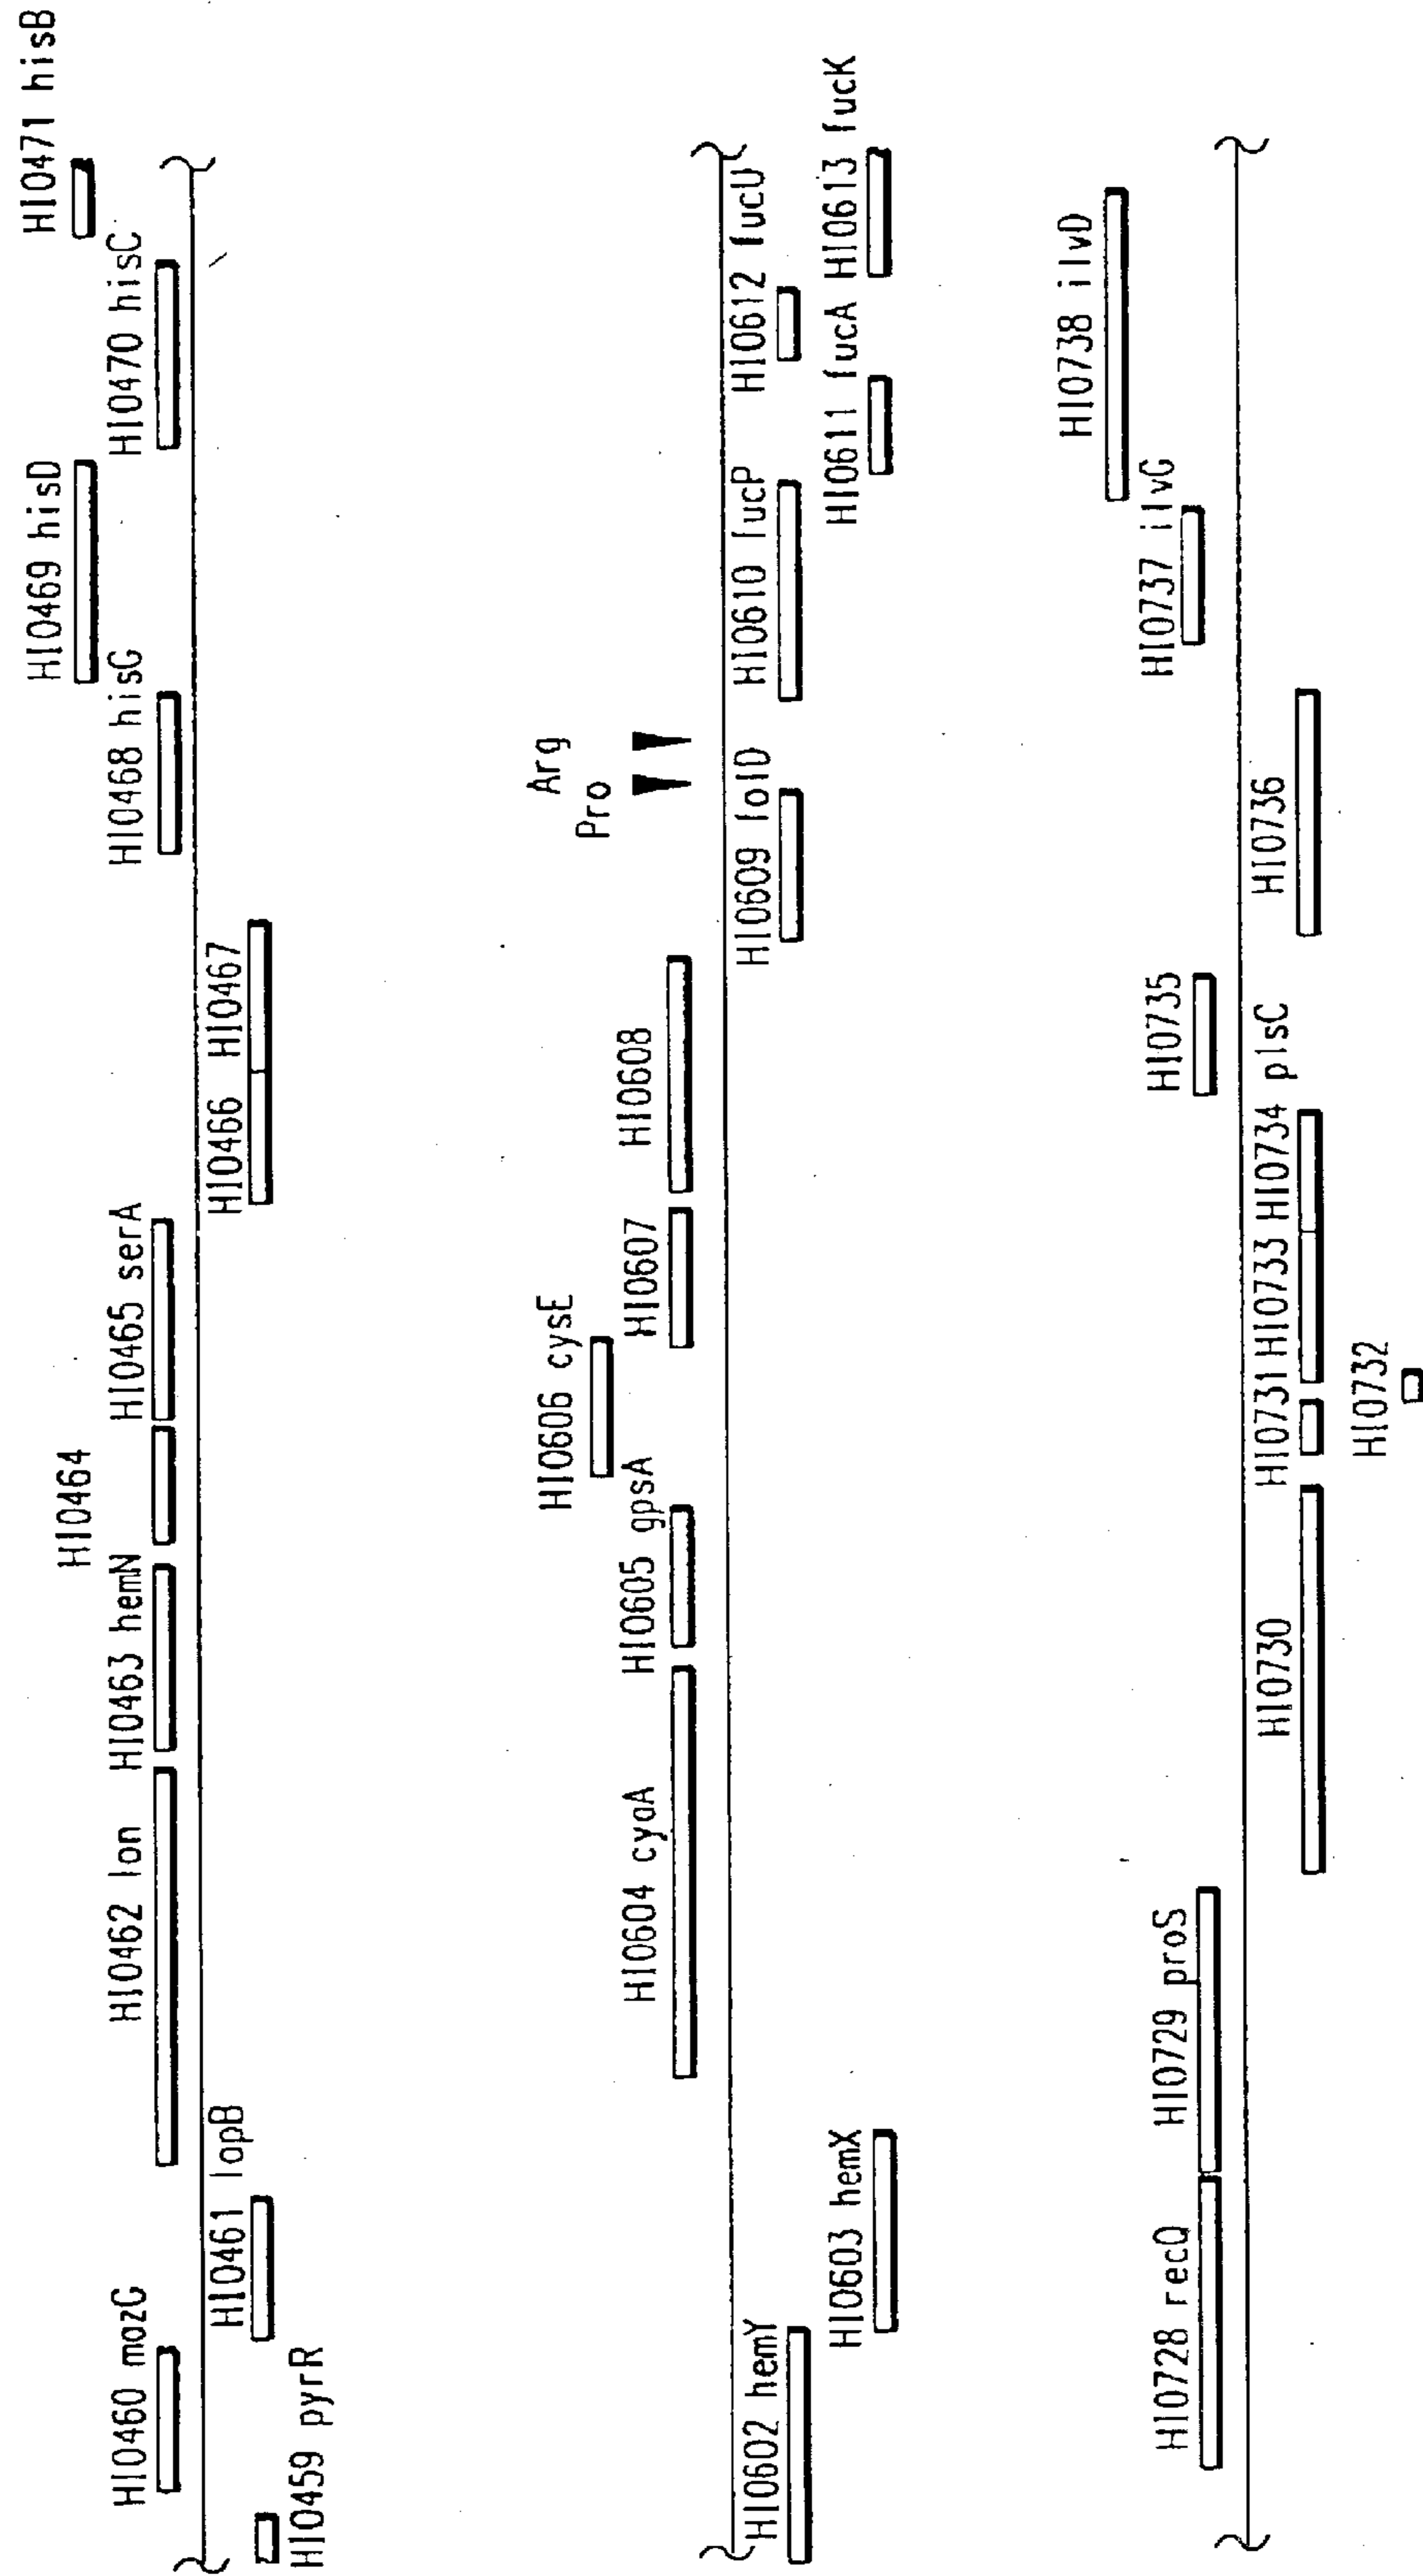 HI0459 pyrR
HI0460 mazG
HI0461 lapB
HI0462 lon
HI0463 hemN
HI0464
HI0465 serA
HI0466
HI0467
HI0468 hisG
HI0469 hisD
HI0470 hisC
HI0471 hisB
HI0602 hemY
HI0603 hemX
HI0604 cyaA
HI0605 gpsA
HI0606 cysE
HI0607
HI0608
HI0609 folD
Pro
Arg
HI0610 fucP
HI0611 fucA
HI0612 fucU
HI0613 fucK
HI0728 recQ
HI0729 proS
HI0730
HI0731
HI0732
HI0733
HI0734 plsC
HI0735
HI0736
HI0737 ilvG
HI0738 ilvD